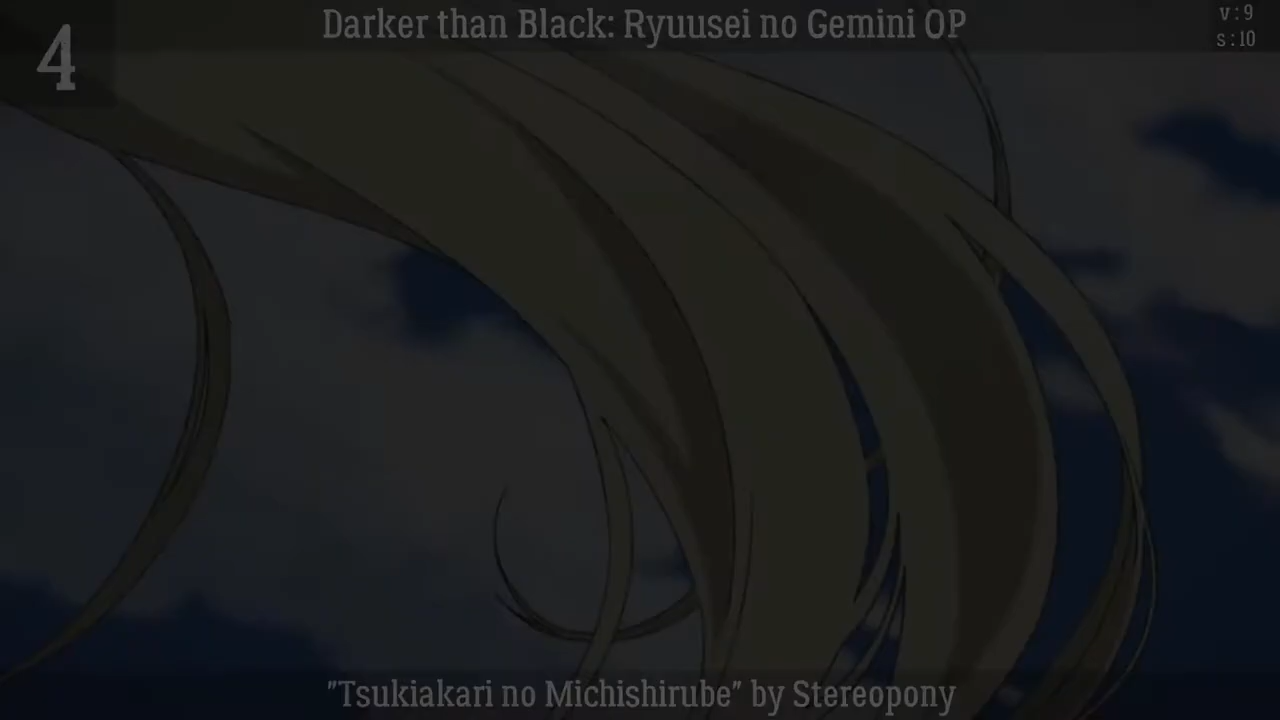 Darker than Black: Ryuusei no Gemini OP
v:9
s:10
4
"Tsukiakari no Michishirube" by Stereopony